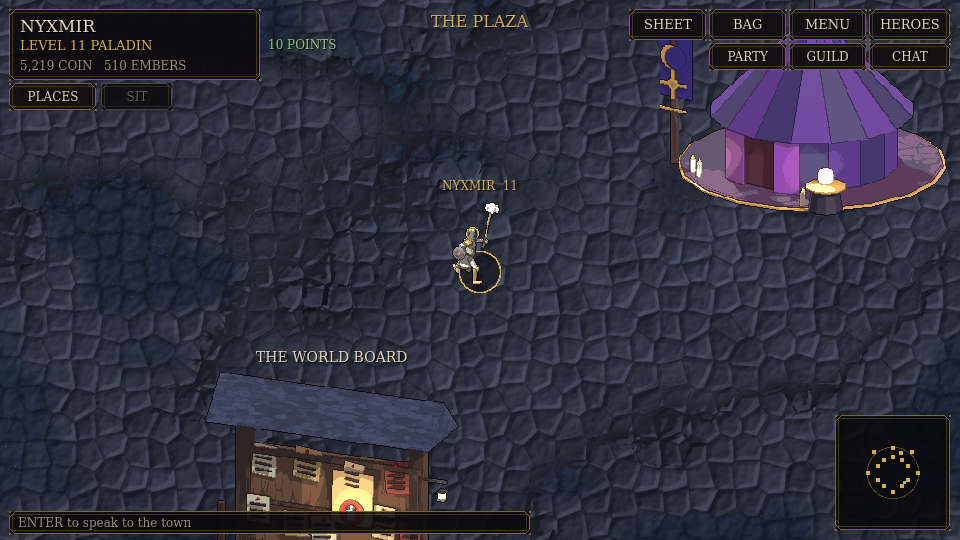 NYXMIR
LEVEL 11 PALADIN
5,219 COIN 510 EMBERS
10 POINTS
THE PLAZA
SHEET
BAG
MENU
HEROES
PARTY
GUILD
CHAT
PLACES
SIT
NYXMIR 11
THE WORLD BOARD
ENTER to speak to the town